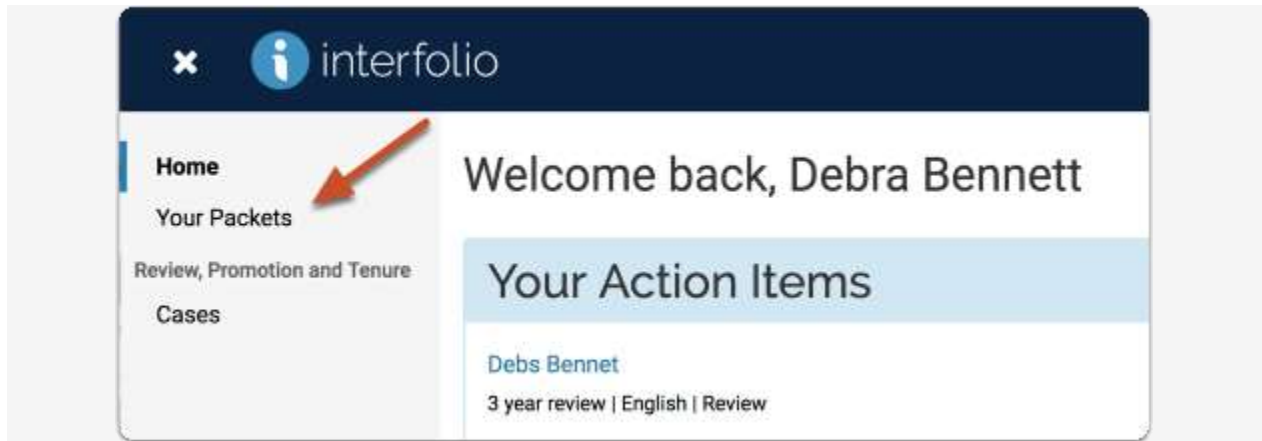 interfolio
Home
Your Packets
Review, Promotion and Tenure
Cases
Welcome back, Debra Bennett
Your Action Items
Debs Bennet
3 year review | English | Review